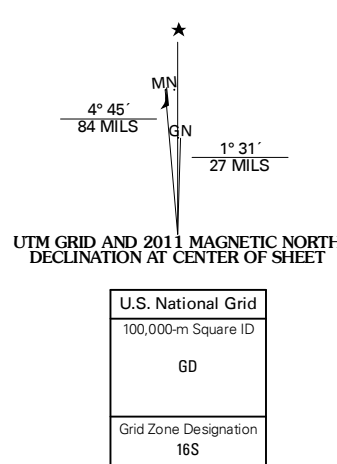 MN
4° 45´
84 MILS
GN
1° 31´
27 MILS
UTM GRID AND 2011 MAGNETIC NORTH
DECLINATION AT CENTER OF SHEET
U.S. National Grid
100,000-m Square ID
GD
Grid Zone Designation
16S